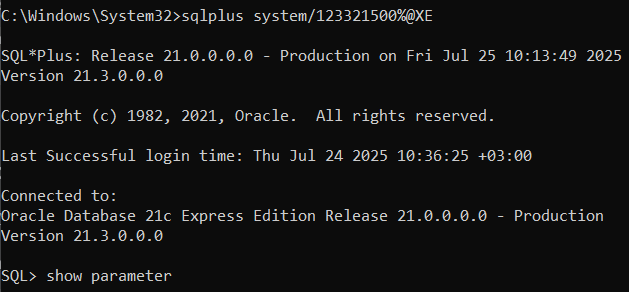 C:\Windows\System32>sqlplus system/123321500%@XE
SQL*Plus: Release 21.0.0.0.0 - Production on Fri Jul 25 10:13:49 2025
Version 21.3.0.0.0
Copyright (c) 1982, 2021, Oracle.  All rights reserved.
Last Successful login time: Thu Jul 24 2025 10:36:25 +03:00
Connected to:
Oracle Database 21c Express Edition Release 21.0.0.0.0 - Production
Version 21.3.0.0.0
SQL> show parameter